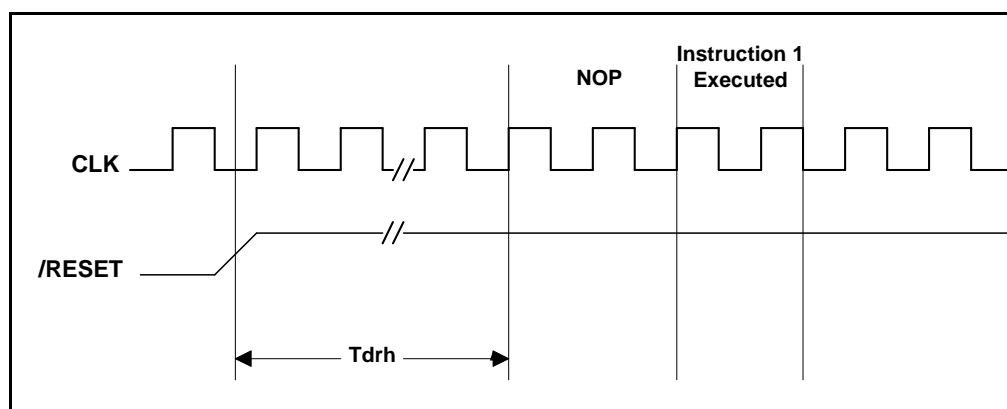 Instruction 1
NOP
Executed
CLK
/RESET
Tdrh